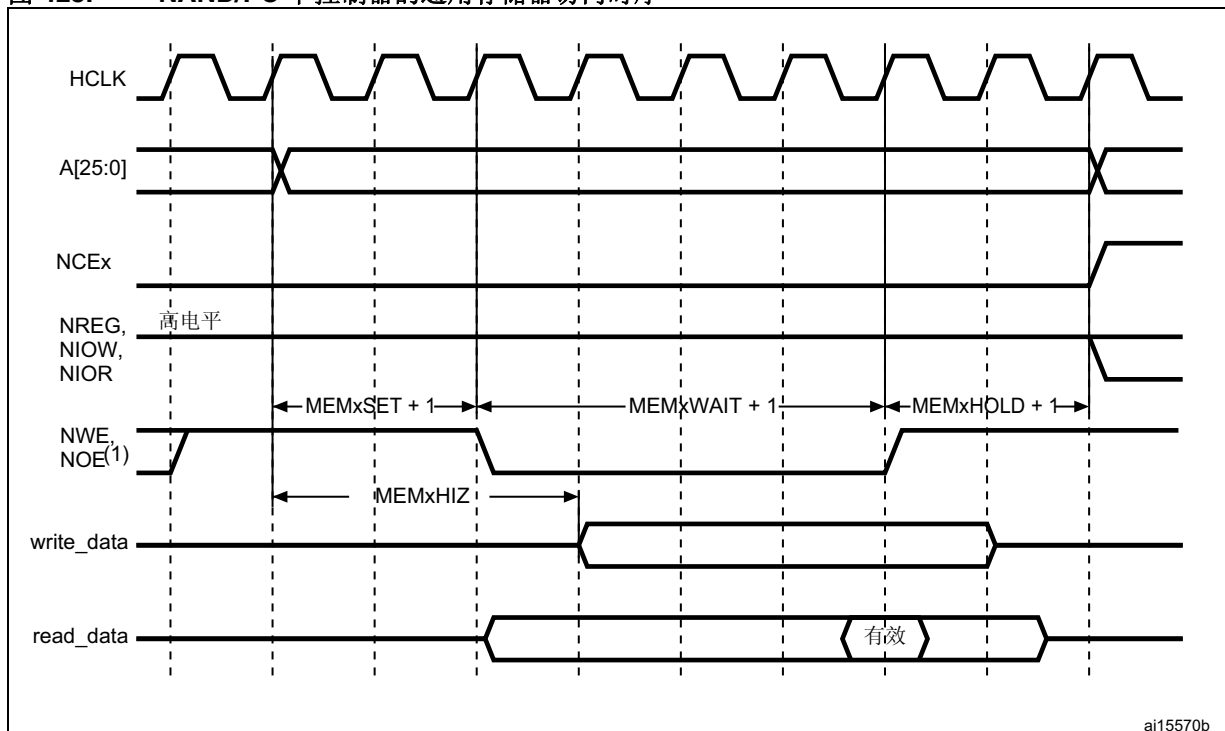 HCLK
A[25:0]
NCEx
高电平
NREG,
NIOW,
NIOR
MEMxSET + 1
MEMxWAIT + 1
MEMxHOLD + 1
NWE,
NOE(1)
MEMxHIZ
write_data
read_data
有效
ai15570b